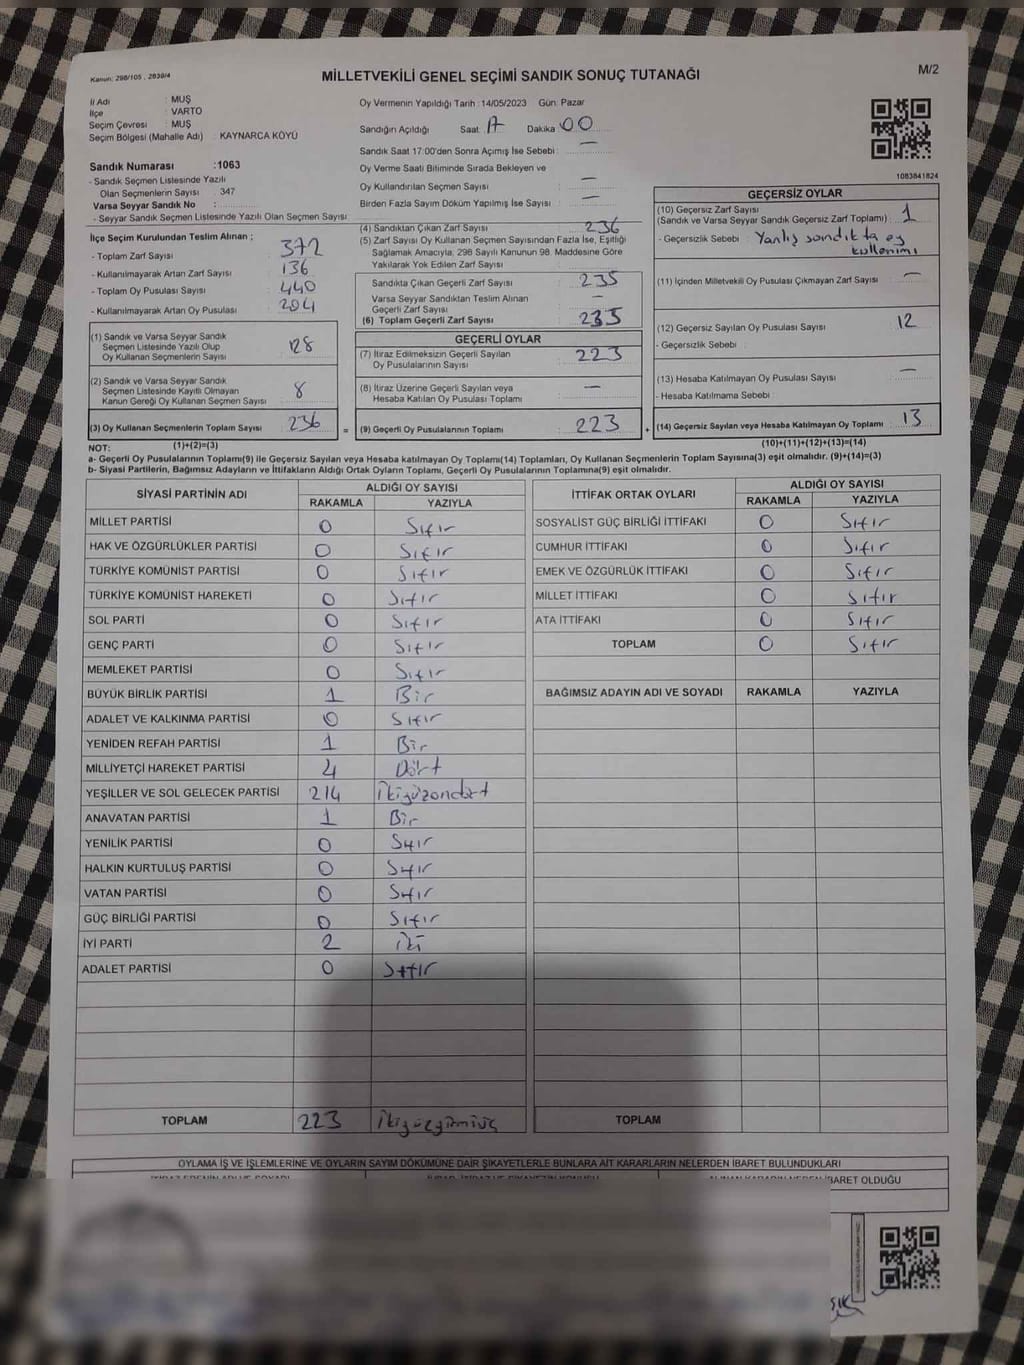 Kanun: 298/105 , 2839/4
MİLLETVEKİLİ GENEL SEÇİMİ SANDIK SONUÇ TUTANAĞI
M/2
İl Adı : MUŞ
İlçe : VARTO
Seçim Çevresi : MUŞ
Seçim Bölgesi (Mahalle Adı) : KAYNARCA KÖYÜ
Sandık Numarası :1063
- Sandık Seçmen Listesinde Yazılı
Olan Seçmenlerin Sayısı : 347
Varsa Seyyar Sandık No :
- Seyyar Sandık Seçmen Listesinde Yazılı Olan Seçmen Sayısı :
Oy Vermenin Yapıldığı Tarih :14/05/2023 Gün: Pazar
Sandığın Açıldığı Saat: Dakika 00
Sandık Saat 17:00'den Sonra Açımış İse Sebebi : —
Oy Verme Saati Bitiminde Sırada Bekleyen ve
Oy Kullandırılan Seçmen Sayısı : —
Birden Fazla Sayım Döküm Yapılmış İse Sayısı : —
1083841824
İlçe Seçim Kurulundan Teslim Alınan ;
- Toplam Zarf Sayısı : 372
- Kullanılmayarak Artan Zarf Sayısı : 136
- Toplam Oy Pusulası Sayısı : 440
- Kullanılmayarak Artan Oy Pusulası : 204
(1) Sandık ve Varsa Seyyar Sandık
Seçmen Listesinde Yazılı Olup
Oy Kullanan Seçmenlerin Sayısı : 128
(2) Sandık ve Varsa Seyyar Sandık
Seçmen Listesinde Kayıtlı Olmayan
Kanun Gereği Oy Kullanan Seçmen Sayısı : 8
(3) Oy Kullanan Seçmenlerin Toplam Sayısı : 236
(1)+(2)=(3)
(4) Sandıktan Çıkan Zarf Sayısı : 236
(5) Zarf Sayısı Oy Kullanan Seçmen Sayısından Fazla İse, Eşitliği
Sağlamak Amacıyla, 298 Sayılı Kanunun 98. Maddesine Göre
Yakılarak Yok Edilen Zarf Sayısı :
Sandıkta Çıkan Geçerli Zarf Sayısı : 235
Varsa Seyyar Sandıktan Teslim Alınan
Geçerli Zarf Sayısı : —
(6) Toplam Geçerli Zarf Sayısı : 235
GEÇERLİ OYLAR
(7) İtiraz Edilmeksizin Geçerli Sayılan
Oy Pusulalarının Sayısı : 223
(8) İtiraz Üzerine Geçerli Sayılan veya
Hesaba Katılan Oy Pusulası Toplamı : —
= (9) Geçerli Oy Pusulalarının Toplamı : 223
GEÇERSİZ OYLAR
(10) Geçersiz Zarf Sayısı
(Sandık ve Varsa Seyyar Sandık Geçersiz Zarf Toplamı) : 1
- Geçersizlik Sebebi : Yanlış sandıkta oy
kullanımı
(11) İçinden Milletvekili Oy Pusulası Çıkmayan Zarf Sayısı : —
(12) Geçersiz Sayılan Oy Pusulası Sayısı : 12
- Geçersizlik Sebebi :
(13) Hesaba Katılmayan Oy Pusulası Sayısı : —
- Hesaba Katılmama Sebebi :
+ (14) Geçersiz Sayılan veya Hesaba Katılmayan Oy Toplamı : 13
(10)+(11)+(12)+(13)=(14)
NOT:
a- Geçerli Oy Pusulalarının Toplamı(9) ile Geçersiz Sayılan veya Hesaba katılmayan Oy Toplamı(14) Toplamları, Oy Kullanan Seçmenlerin Toplam Sayısına(3) eşit olmalıdır. (9)+(14)=(3)
b- Siyasi Partilerin, Bağımsız Adayların ve İttifakların Aldığı Ortak Oyların Toplamı, Geçerli Oy Pusulalarının Toplamına(9) eşit olmalıdır.
SİYASİ PARTİNİN ADI ALDIĞI OY SAYISI
RAKAMLA YAZIYLA
MİLLET PARTİSİ 0 Sıfır
HAK VE ÖZGÜRLÜKLER PARTİSİ 0 Sıfır
TÜRKİYE KOMÜNİST PARTİSİ 0 Sıfır
TÜRKİYE KOMÜNİST HAREKETİ 0 Sıfır
SOL PARTİ 0 Sıfır
GENÇ PARTİ 0 Sıfır
MEMLEKET PARTİSİ 0 Sıfır
BÜYÜK BİRLİK PARTİSİ 1 Bir
ADALET VE KALKINMA PARTİSİ 0 Sıfır
YENİDEN REFAH PARTİSİ 1 Bir
MİLLİYETÇİ HAREKET PARTİSİ 4 Dört
YEŞİLLER VE SOL GELECEK PARTİSİ 214 ikiyüzondört
ANAVATAN PARTİSİ 1 Bir
YENİLİK PARTİSİ 0 Sıfır
HALKIN KURTULUŞ PARTİSİ 0 Sıfır
VATAN PARTİSİ 0 Sıfır
GÜÇ BİRLİĞİ PARTİSİ 0 Sıfır
İYİ PARTİ 2 iki
ADALET PARTİSİ 0 Sıfır
TOPLAM 223
İTTİFAK ORTAK OYLARI ALDIĞI OY SAYISI
RAKAMLA YAZIYLA
SOSYALİST GÜÇ BİRLİĞİ İTTİFAKI 0 Sıfır
CUMHUR İTTİFAKI 0 Sıfır
EMEK VE ÖZGÜRLÜK İTTİFAKI 0 Sıfır
MİLLET İTTİFAKI 0 Sıfır
ATA İTTİFAKI 0 Sıfır
TOPLAM 0 Sıfır
BAĞIMSIZ ADAYIN ADI VE SOYADI RAKAMLA YAZIYLA
TOPLAM
OYLAMA İŞ VE İŞLEMLERİNE VE OYLARIN SAYIM DÖKÜMÜNE DAİR ŞİKAYETLERLE BUNLARA AİT KARARLARIN NELERDEN İBARET BULUNDUKLARI
İBARET OLDUĞU